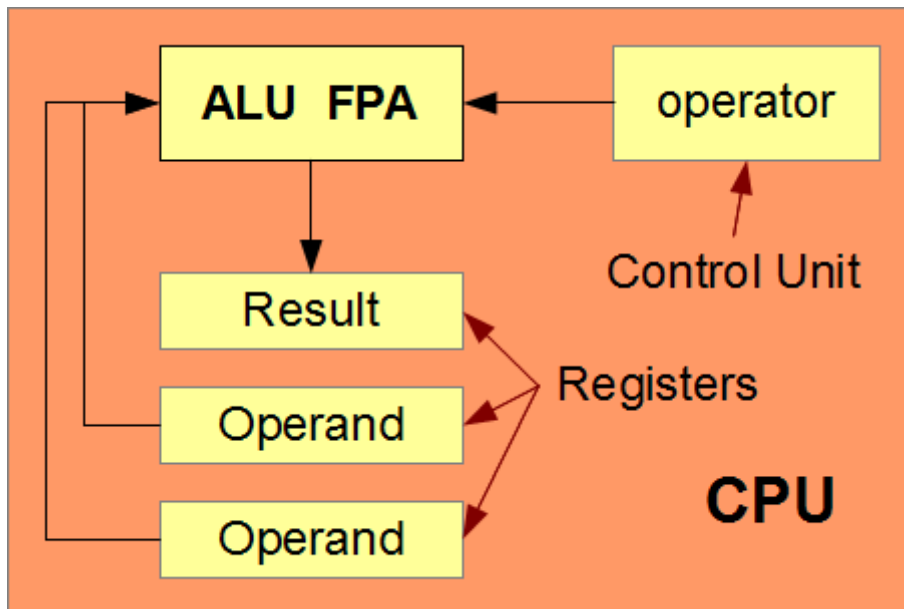 ALU FPA
operator
Control Unit
Result
Registers
Operand
CPU
Operand